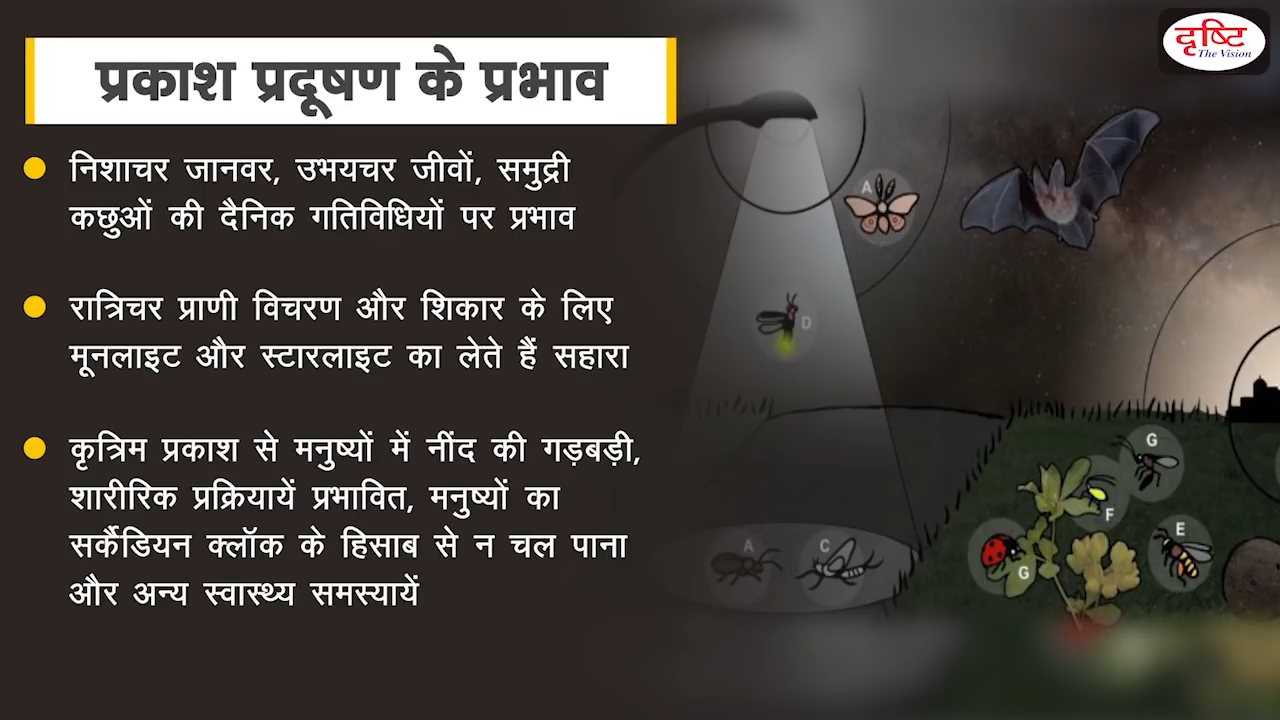 प्रकाश प्रदूषण के प्रभाव
दृष्टि
The Vision
निशाचर जानवर, उभयचर जीवों, समुद्री
कछुओं की दैनिक गतिविधियों पर प्रभाव
रात्रिचर प्राणी विचरण और शिकार के लिए
मूनलाइट और स्टारलाइट का लेते हैं सहारा
कृत्रिम प्रकाश से मनुष्यों में नींद की गड़बड़ी,
शारीरिक प्रक्रियायें प्रभावित, मनुष्यों का
सर्कैडियन क्लॉक के हिसाब से न चल पाना
और अन्य स्वास्थ्य समस्यायें
A
D
G
F
E
G
A
C